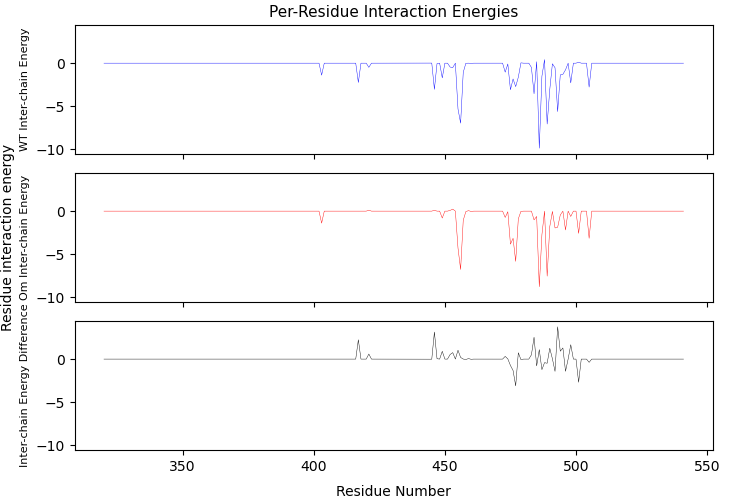 Per-Residue Interaction Energies
WT Inter-chain Energy
0
−5
−10
Residue interaction energy
Om Inter-chain Energy
0
−5
−10
Inter-chain Energy Difference
0
−5
−10
350
400
450
500
550
Residue Number